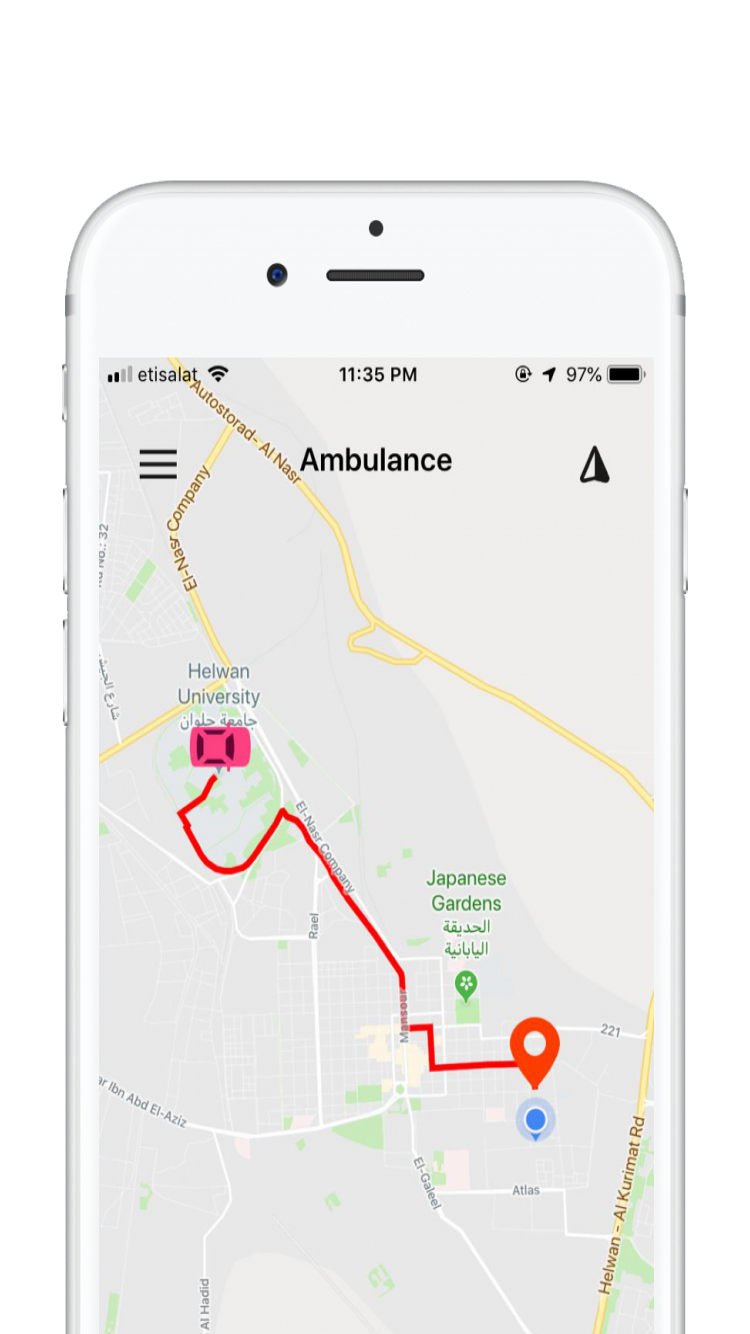 etisalat
11:35 PM
97%
Autostorad- Al Nasr
Ambulance
El-Nasr Company
No.: 32
شارع الجيش
Helwan
University
جامعة حلوان
El-Nasr Company
Japanese
Gardens
الحديقة
اليابانية
Rael
Mansour
221
ar Ibn Abd El-Aziz
El-Galeel
Atlas
Helwan - Al Kurimat Rd
Al Hadid